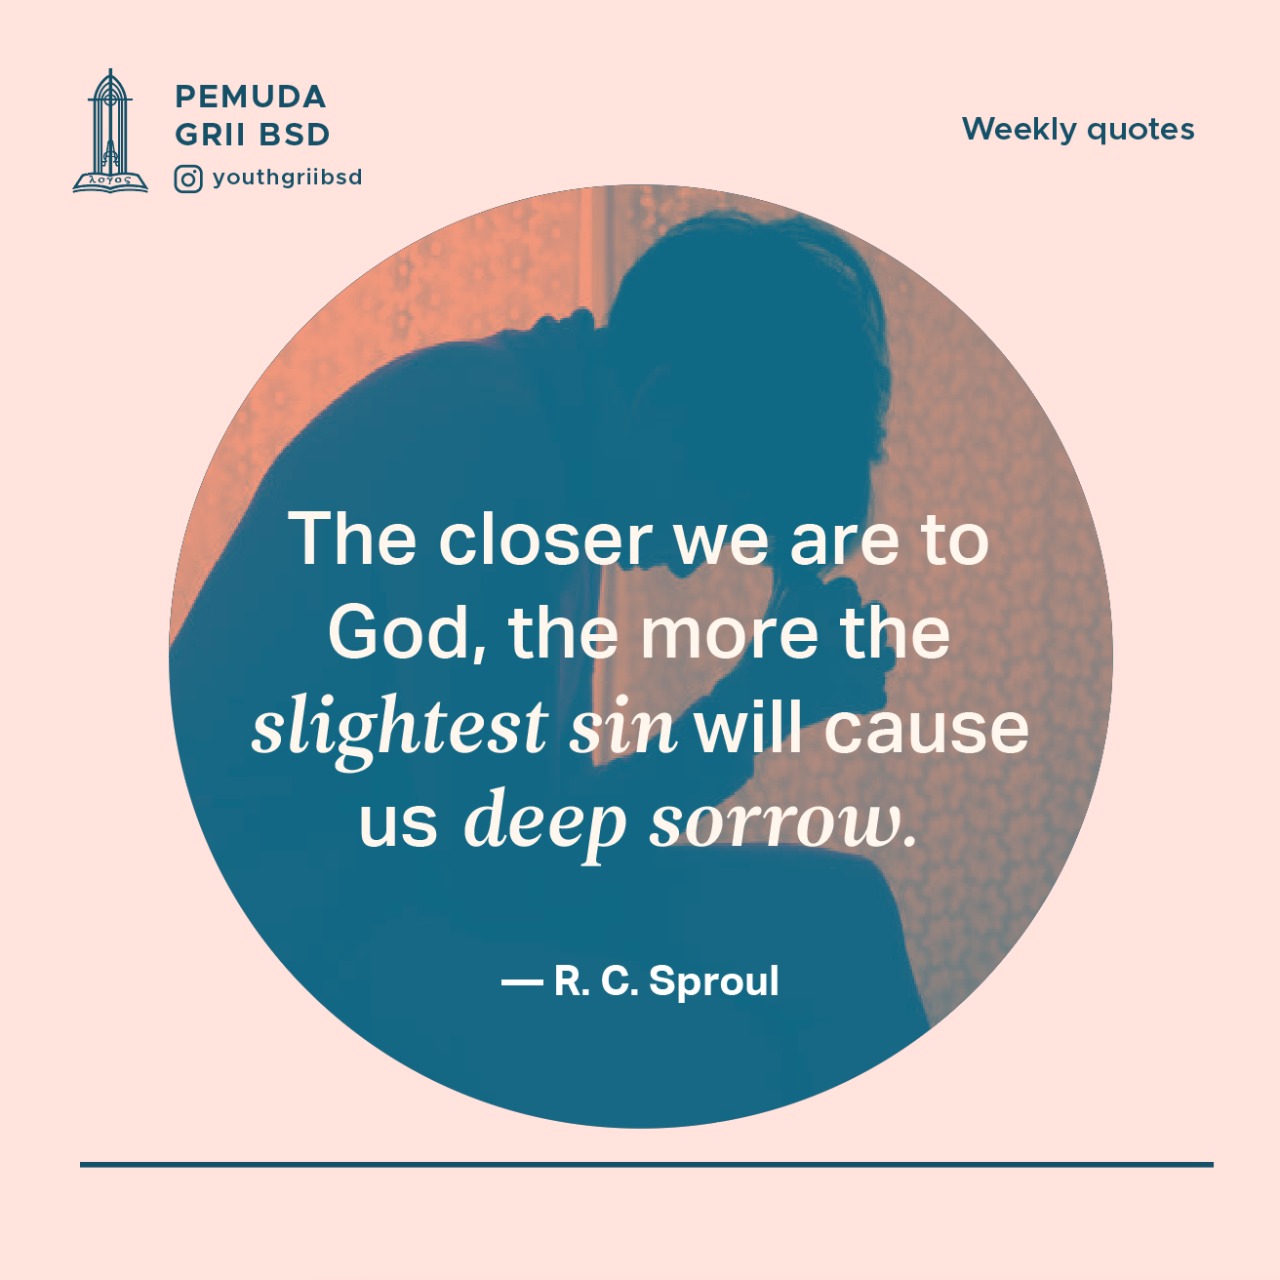 PEMUDA
GRII BSD
youthgriibsd
λογος
Weekly quotes
The closer we are to
God, the more the
slightest sin will cause
us deep sorrow.
— R. C. Sproul